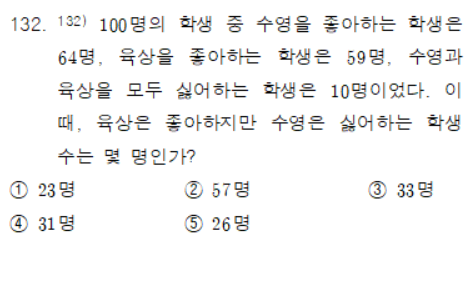 132. 132) 100명의 학생 중 수영을 좋아하는 학생은
64명, 육상을 좋아하는 학생은 59명, 수영과
육상을 모두 싫어하는 학생은 10명이었다. 이
때, 육상은 좋아하지만 수영은 싫어하는 학생
수는 몇 명인가?
① 23명 ② 57명 ③ 33명
④ 31명 ⑤ 26명